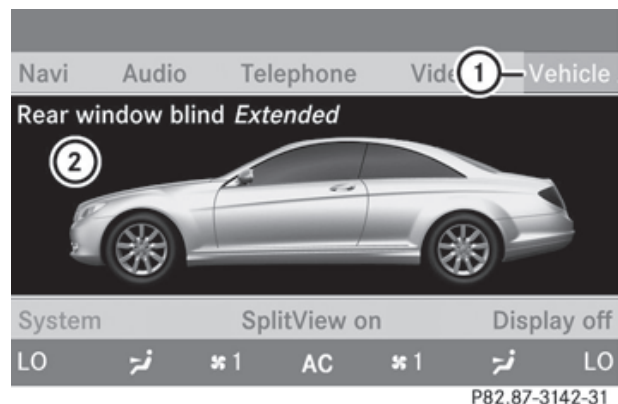 Navi Audio Telephone Vide 1 Vehicle
Rear window blind Extended
2
System SplitView on Display off
LO 1 AC 1 LO
P82.87-3142-31